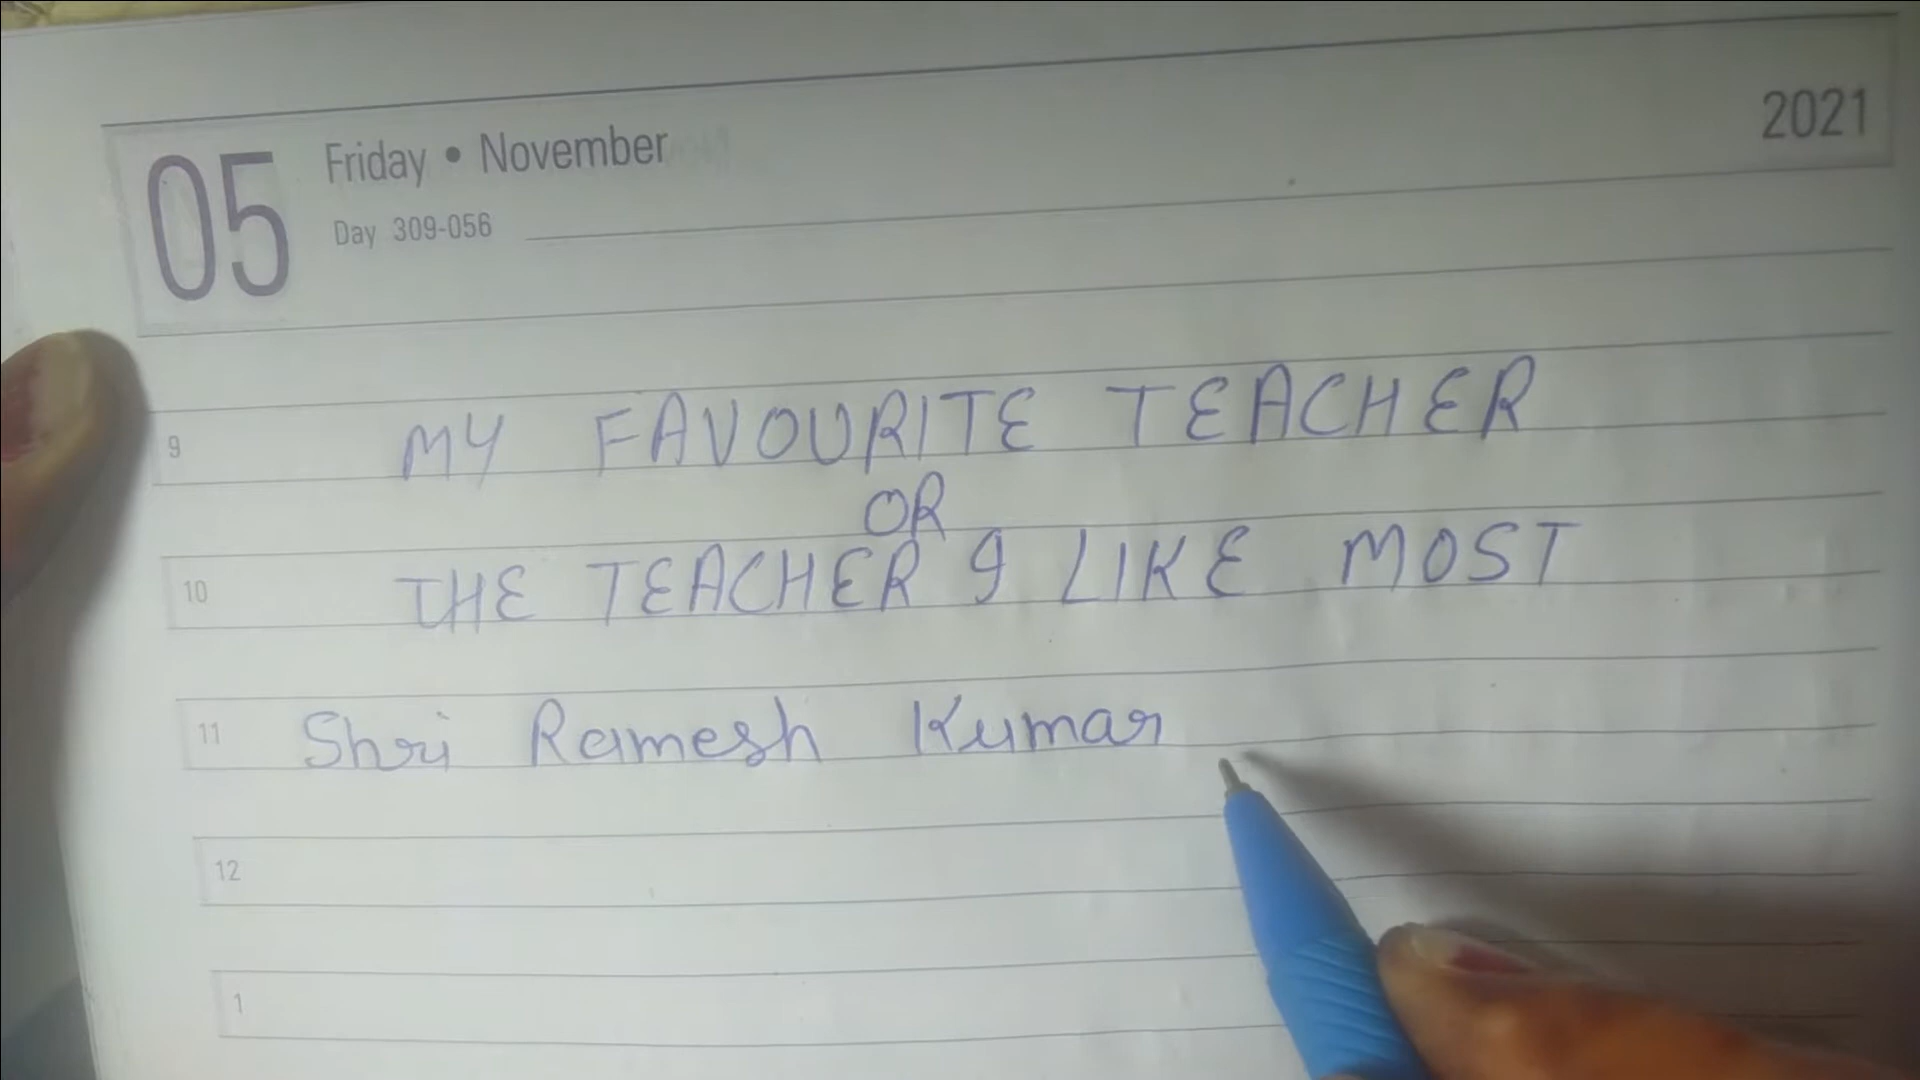 05 Friday • November 2021
Day 309-056
9 MY FAVOURITE TEACHER
OR
10 THE TEACHER I LIKE MOST
11 Shri Ramesh Kumar
12
1